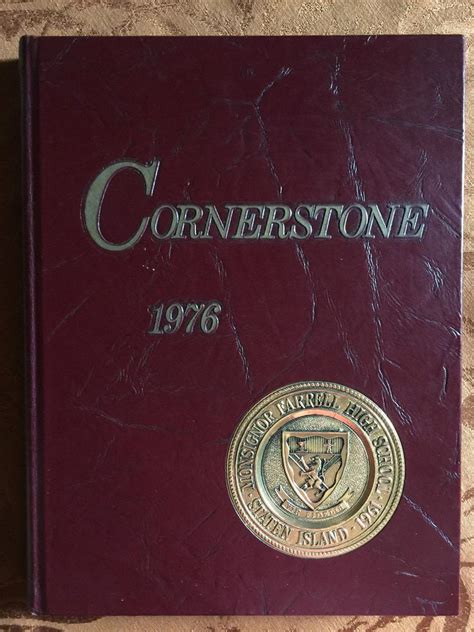 CORNERSTONE
1976
MONSIGNOR FARRELL HIGH SCHOOL
STATEN ISLAND - 1961